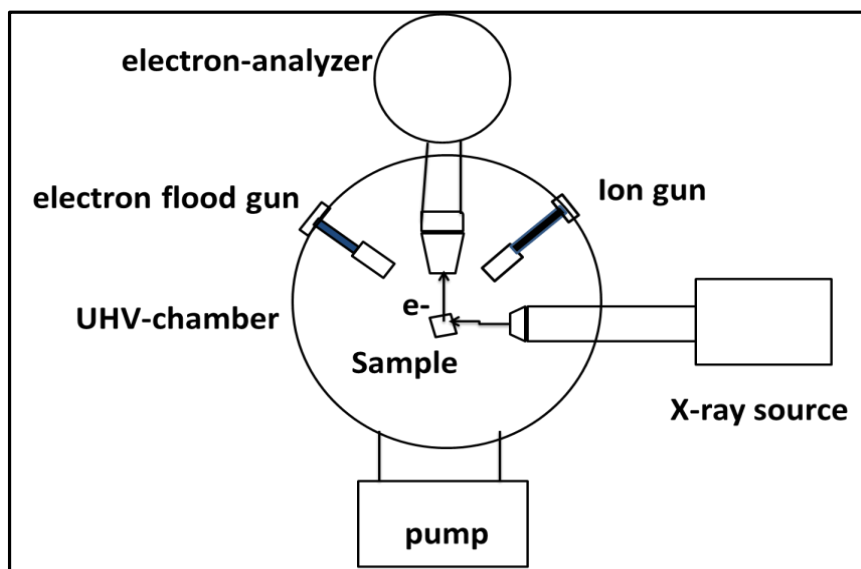 electron-analyzer
electron flood gun
Ion gun
e-
UHV-chamber
Sample
X-ray source
pump